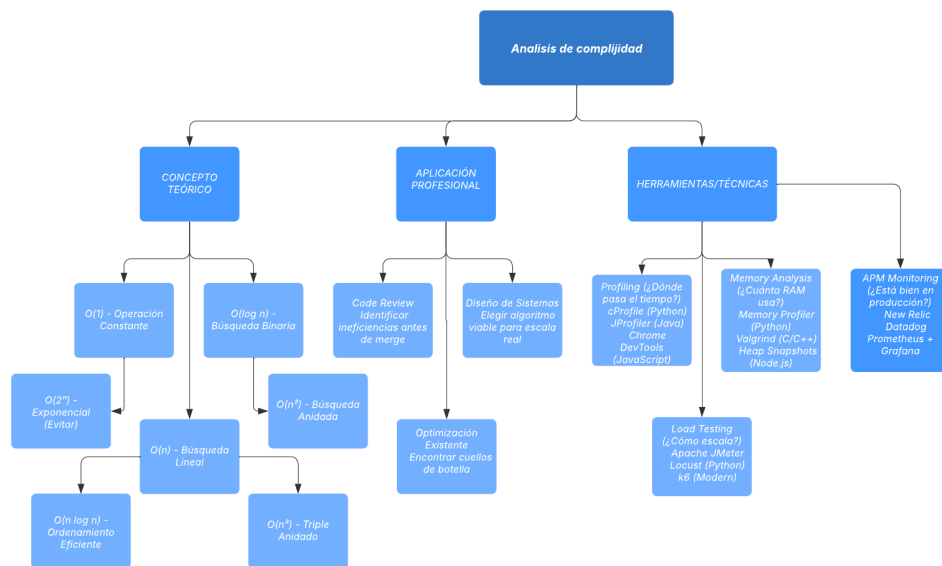 Analisis de complijidad
CONCEPTO
TEÓRICO
APLICACIÓN
PROFESIONAL
HERRAMIENTAS/TÉCNICAS
O(1) - Operación
Constante
O(log n) -
Búsqueda Binaria
Code Review
Identificar
ineficiencias antes
de merge
Diseño de Sistemas
Elegir algoritmo
viable para escala
real
Profiling (¿Dónde
pasa el tiempo?)
cProfile (Python)
JProfiler (Java)
Chrome
DevTools
(JavaScript)
Memory Analysis
(¿Cuánta RAM
usa?)
Memory Profiler
(Python)
Valgrind (C/C++)
Heap Snapshots
(Node.js)
APM Monitoring
(¿Está bien en
producción?)
New Relic
Datadog
Prometheus +
Grafana
O(2ⁿ) -
Exponencial
(Evitar)
O(n²) - Búsqueda
Anidada
O(n) - Búsqueda
Lineal
Optimización
Existente
Encontrar cuellos
de botella
Load Testing
(¿Cómo escala?)
Apache JMeter
Locust (Python)
k6 (Modern)
O(n log n) -
Ordenamiento
Eficiente
O(n³) - Triple
Anidado